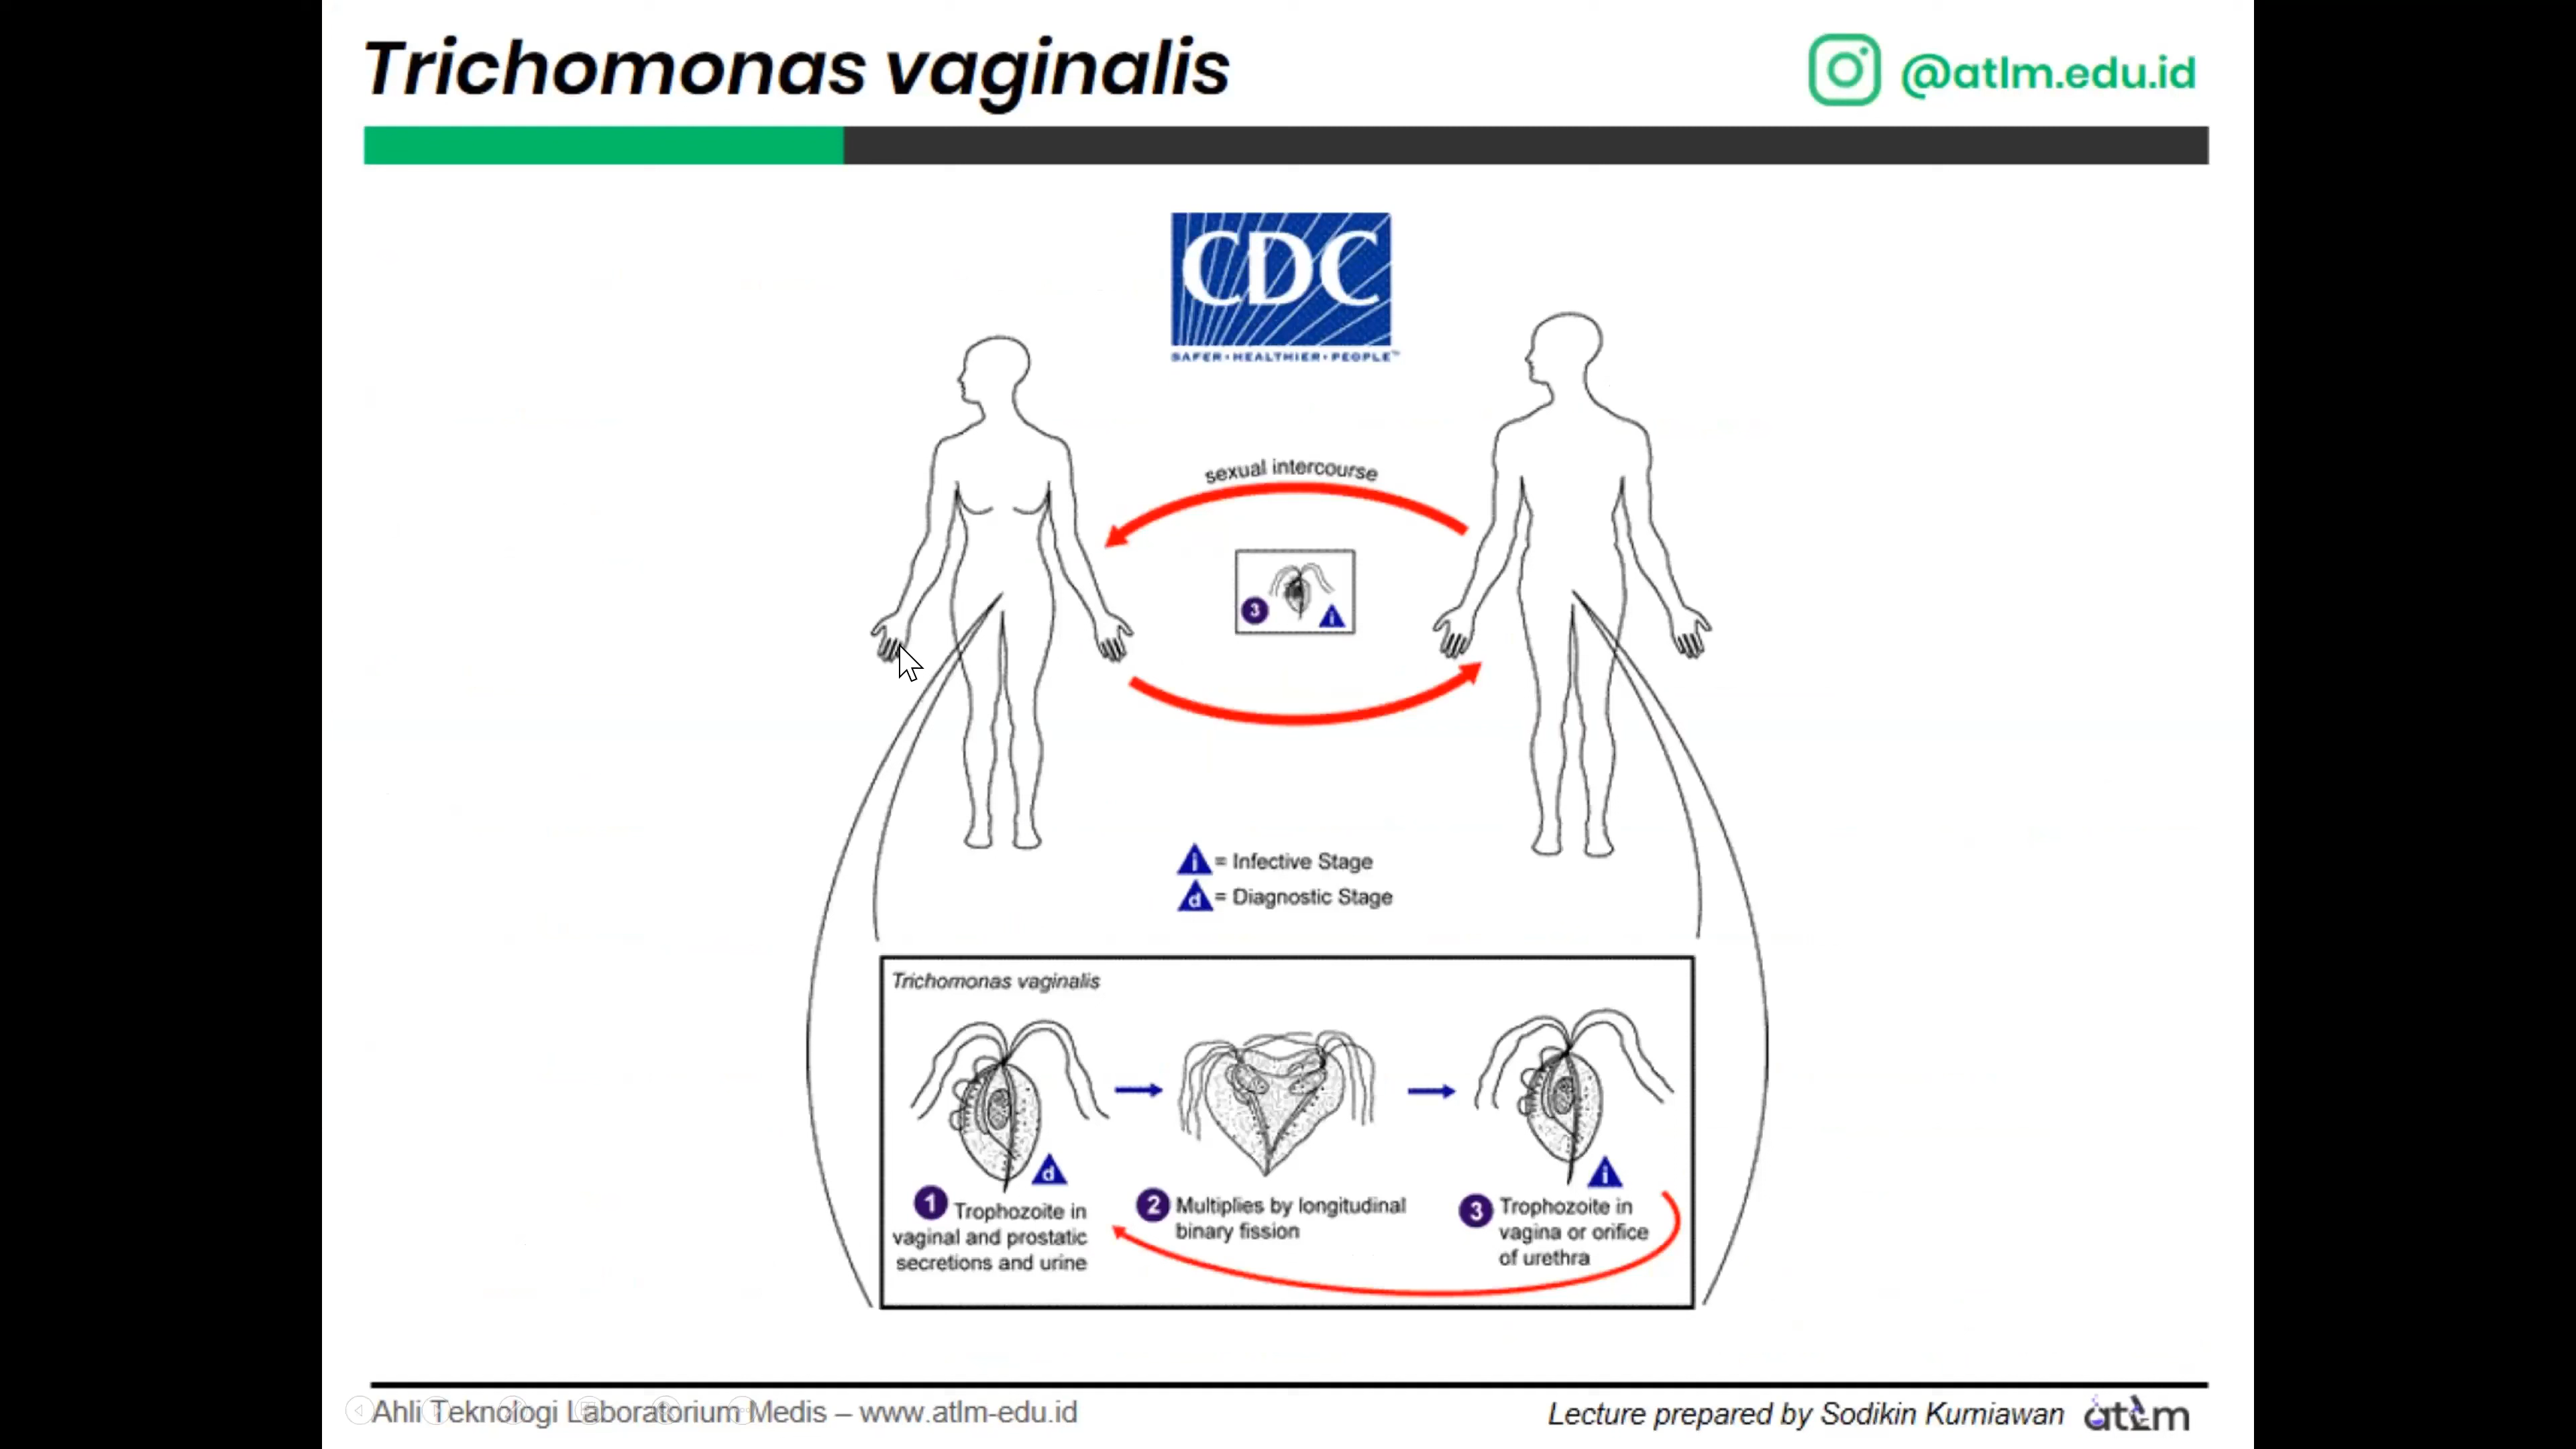 Trichomonas vaginalis
@atlm.edu.id
CDC
SAFER • HEALTHIER • PEOPLE™
sexual intercourse
3
i
i = Infective Stage
d = Diagnostic Stage
Trichomonas vaginalis
d
i
1 Trophozoite in
vaginal and prostatic
secretions and urine
2 Multiplies by longitudinal
binary fission
3 Trophozoite in
vagina or orifice
of urethra
Ahli Teknologi Laboratorium Medis – www.atlm-edu.id
Lecture prepared by Sodikin Kurniawan
atlm